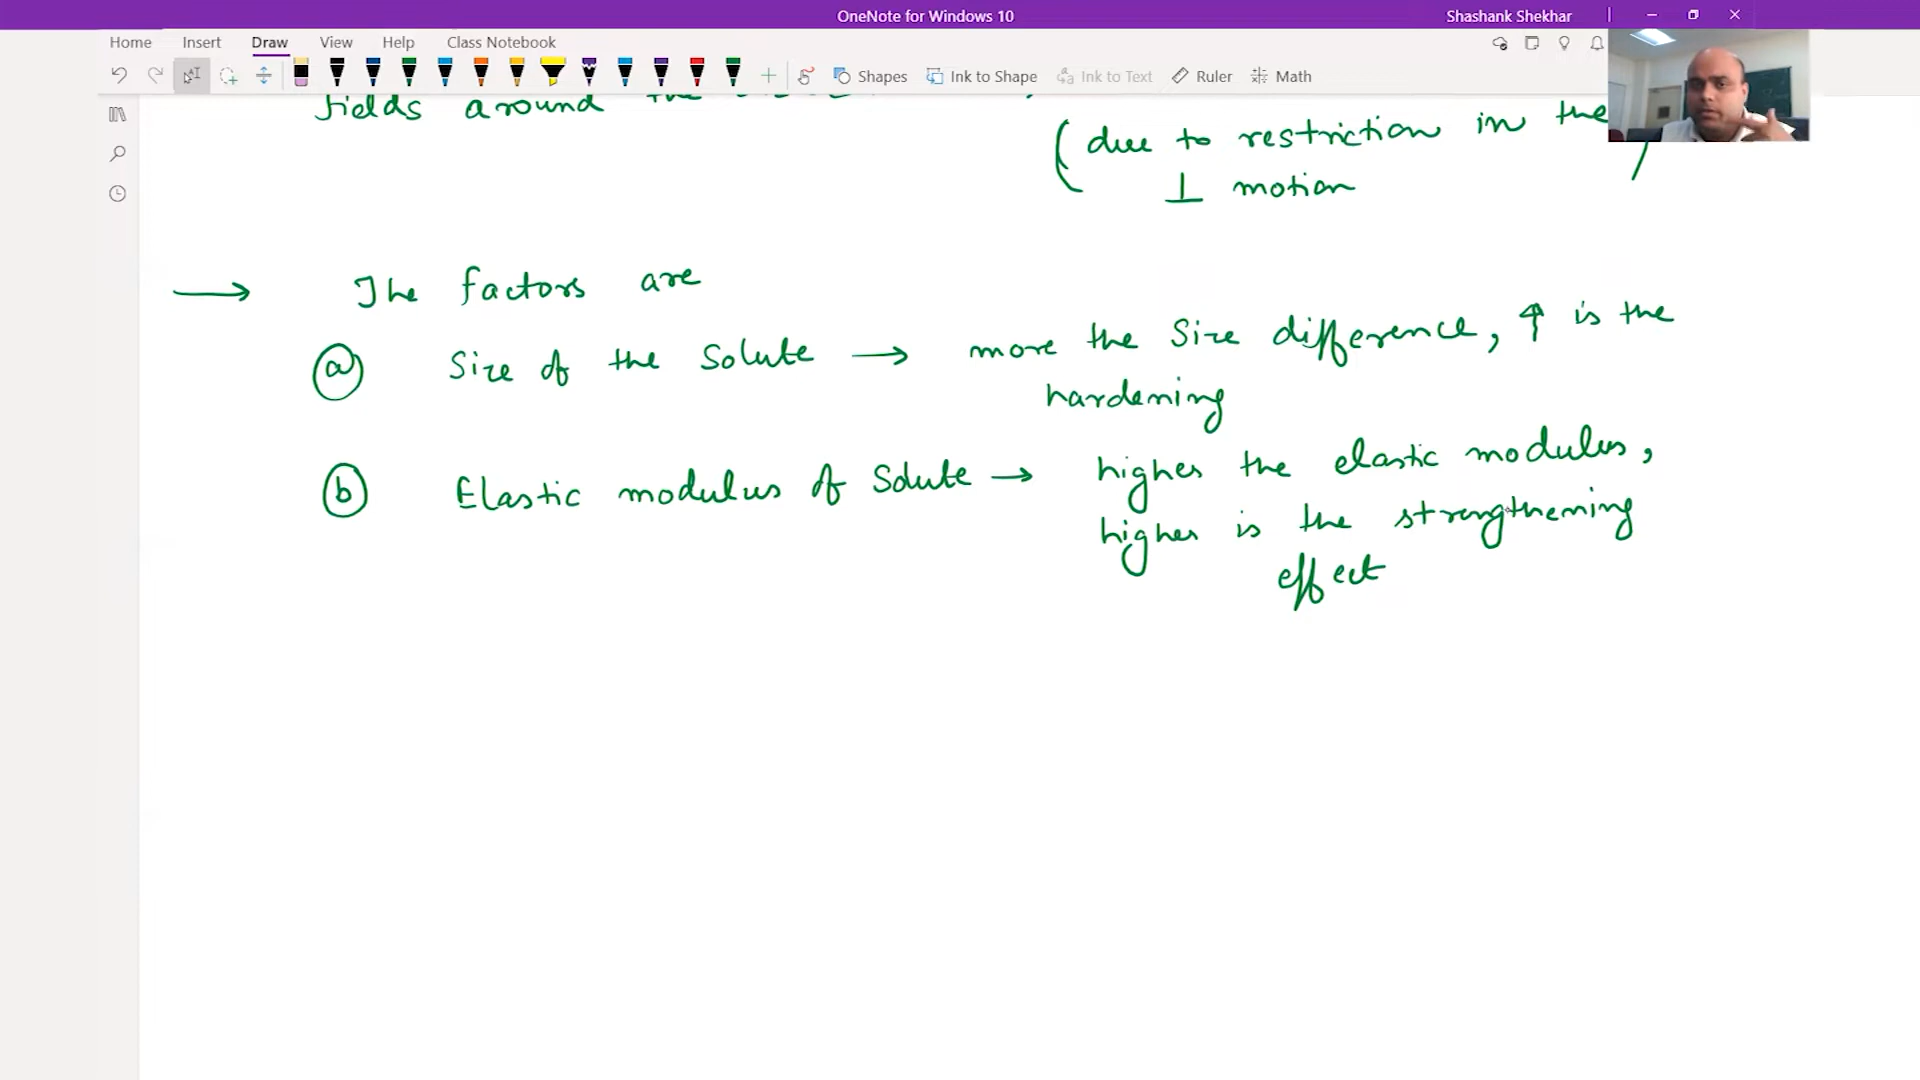 OneNote for Windows 10
Shashank Shekhar
Home Insert Draw View Help Class Notebook
Shapes Ink to Shape Ink to Text Ruler Math
fields around the
(due to restriction in the
⊥ motion )
→ The factors are
(a) Size of the Solute → more the Size difference, ↑ is the
hardening
(b) Elastic modulus of Solute → higher the elastic modulus,
higher is the strengthening
effect